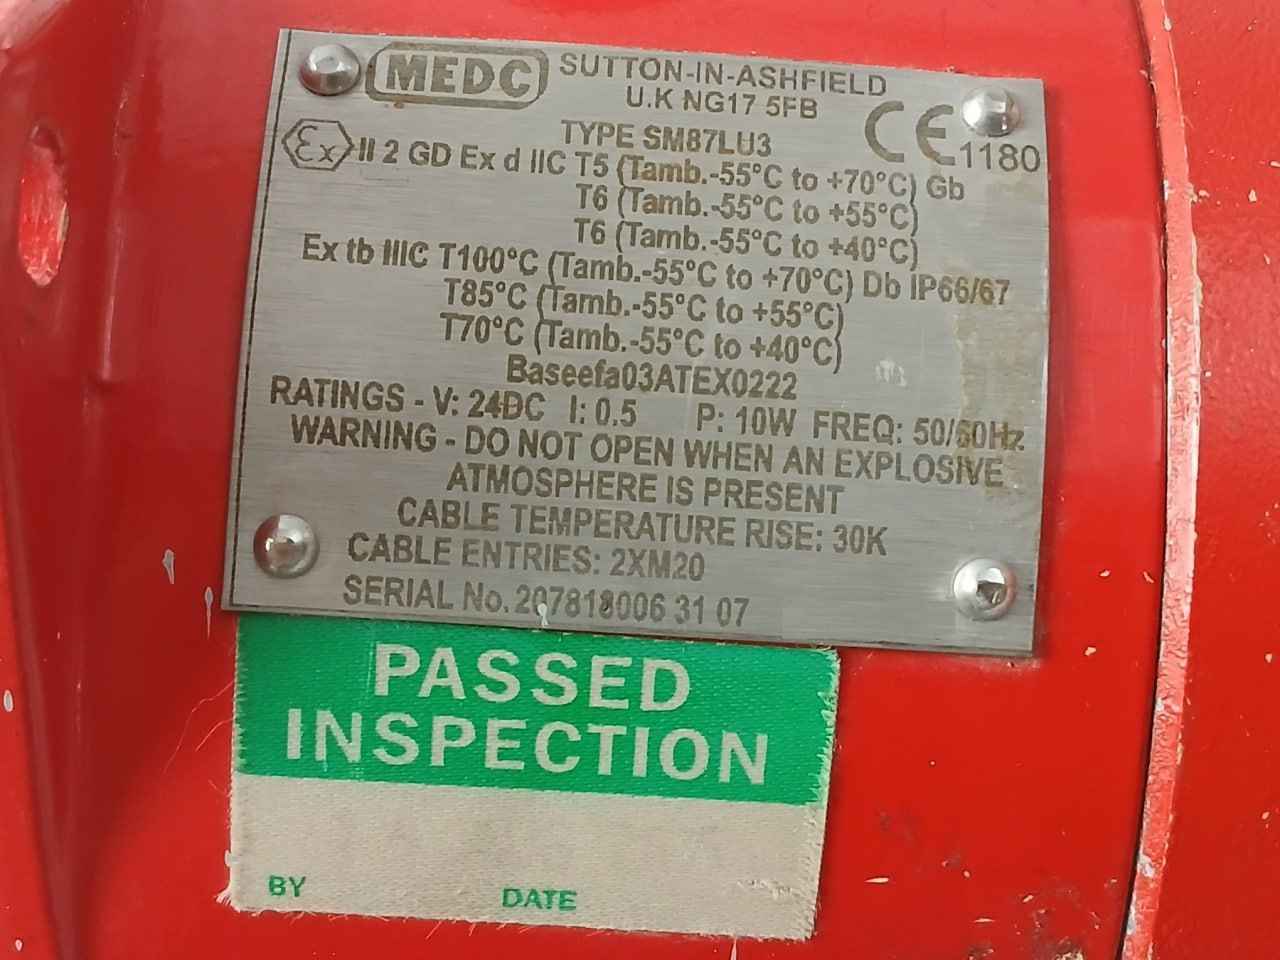 MEDC SUTTON-IN-ASHFIELD
U.K NG17 5FB
TYPE SM87LU3
CE 1180
Ex II 2 GD Ex d IIC T5 (Tamb.-55°C to +70°C) Gb
T6 (Tamb.-55°C to +55°C)
T6 (Tamb.-55°C to +40°C)
Ex tb IIIC T100°C (Tamb.-55°C to +70°C) Db IP66/67
T85°C (Tamb.-55°C to +55°C)
T70°C (Tamb.-55°C to +40°C)
Baseefa03ATEX0222
RATINGS - V: 24DC I: 0.5 P: 10W FREQ: 50/60Hz
WARNING - DO NOT OPEN WHEN AN EXPLOSIVE
ATMOSPHERE IS PRESENT
CABLE TEMPERATURE RISE: 30K
CABLE ENTRIES: 2XM20
SERIAL No. 207818006 31 07
PASSED
INSPECTION
BY DATE